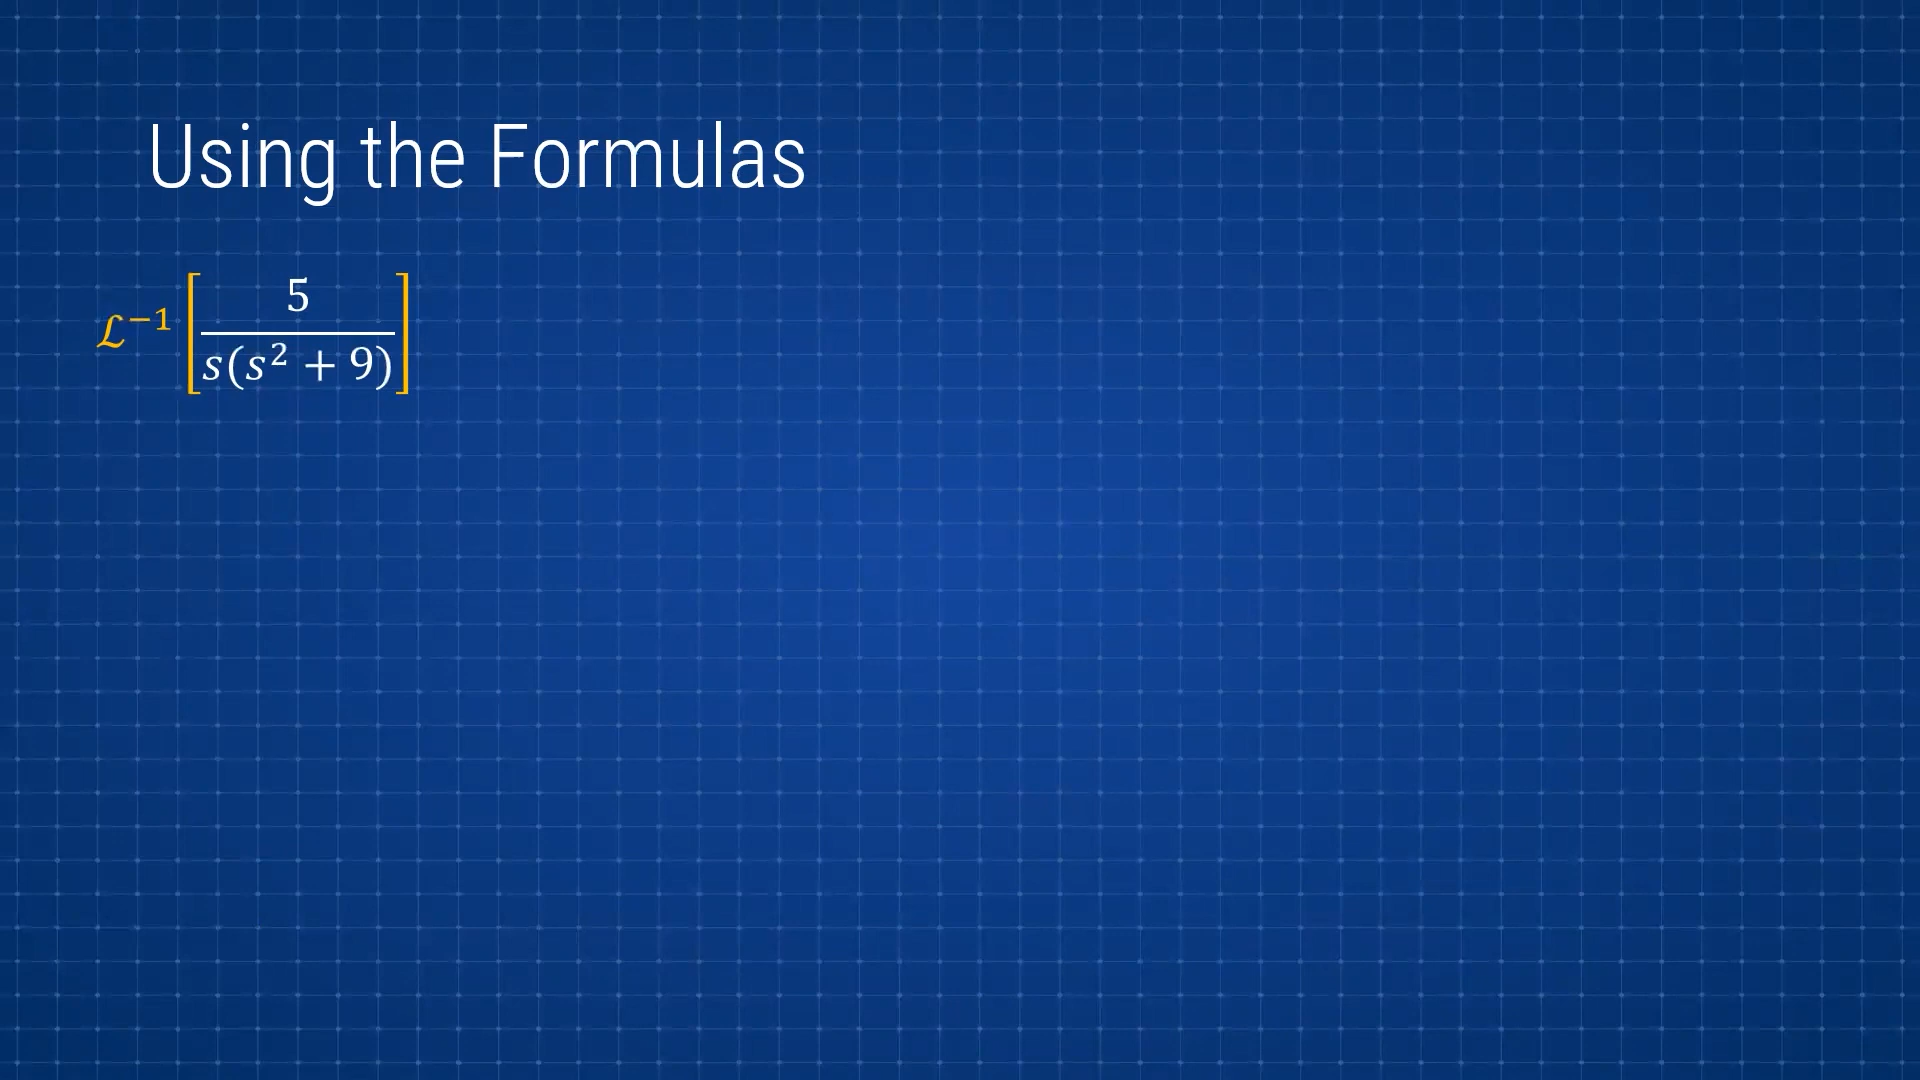 Using the Formulas
ℒ⁻¹ [5 / s(s² + 9)]